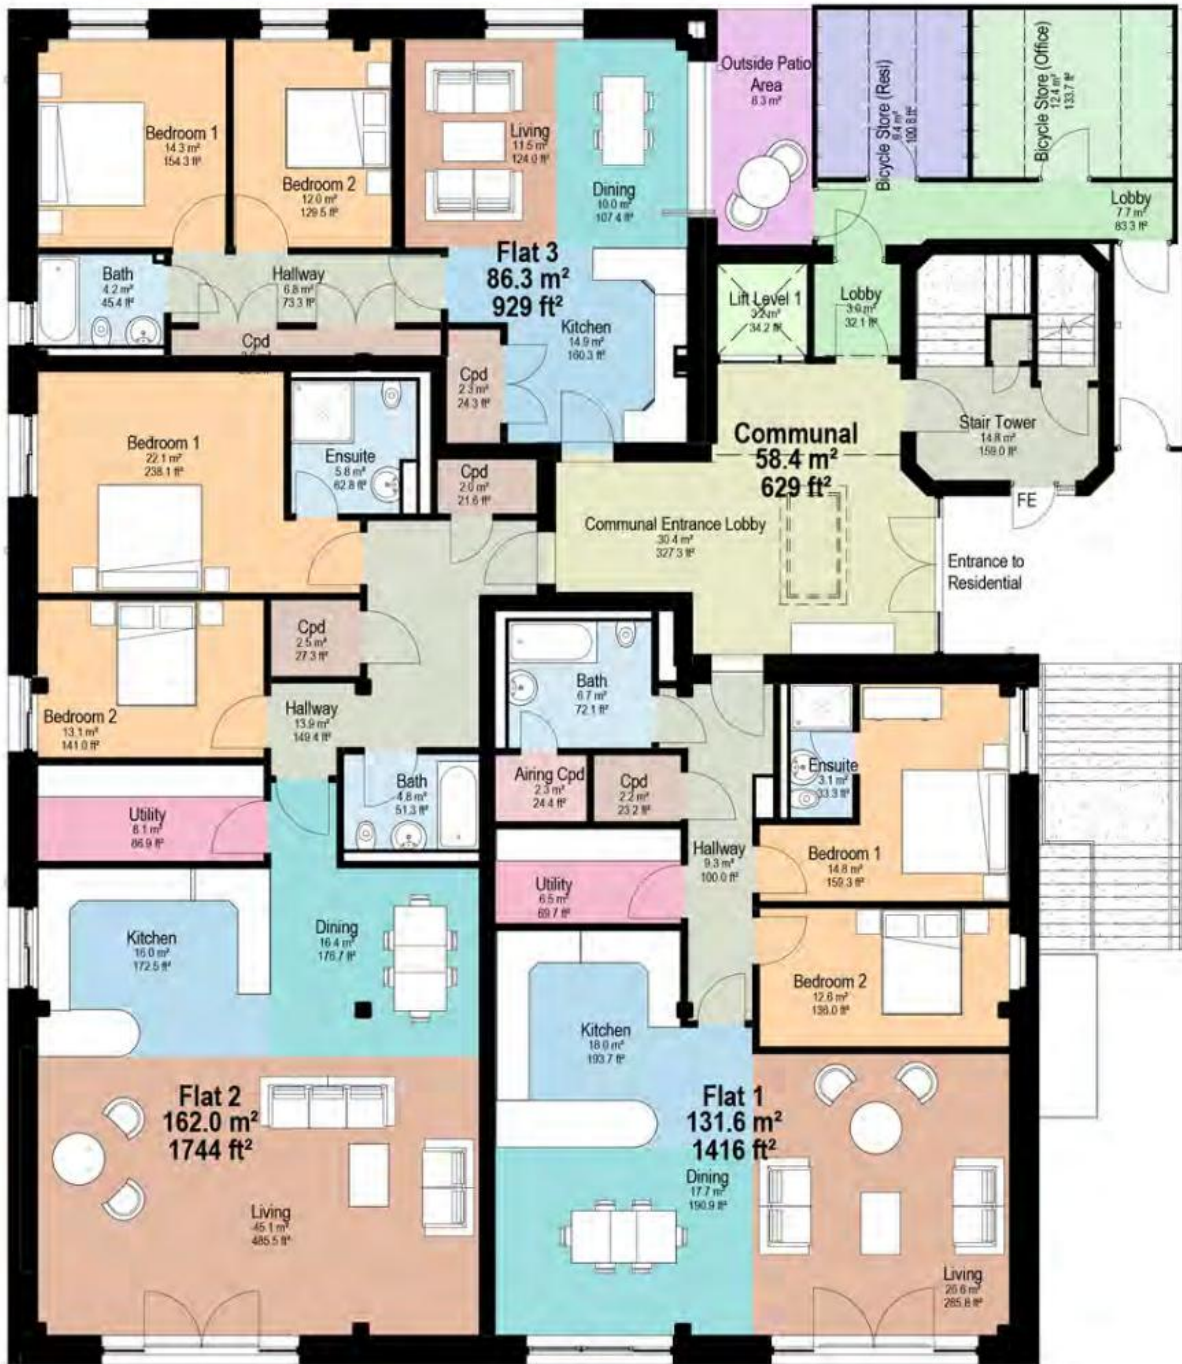 Outside Patio
Area
8.3 m²
Bicycle Store (Resi)
9.4 m²
100.8 ft²
Bicycle Store (Office)
12.4 m²
133.7 ft²
Bedroom 1
14.3 m²
154.3 ft²
Bedroom 2
12.0 m²
129.5 ft²
Living
11.5 m²
124.0 ft²
Dining
10.0 m²
107.4 ft²
Lobby
7.7 m²
83.3 ft²
Bath
4.2 m²
45.4 ft²
Hallway
6.8 m²
73.3 ft²
Flat 3
86.3 m²
929 ft²
Lift Level 1
3.2 m²
34.2 ft²
Lobby
3.0 m²
32.1 ft²
Cpd
Kitchen
14.9 m²
160.3 ft²
Cpd
2.3 m²
24.3 ft²
Stair Tower
14.8 m²
159.0 ft²
FE
Communal
58.4 m²
629 ft²
Bedroom 1
22.1 m²
238.1 ft²
Ensuite
5.8 m²
62.8 ft²
Cpd
2.0 m²
21.6 ft²
Communal Entrance Lobby
30.4 m²
327.3 ft²
Entrance to
Residential
Cpd
2.5 m²
27.3 ft²
Bedroom 2
13.1 m²
141.0 ft²
Hallway
13.9 m²
149.4 ft²
Bath
6.7 m²
72.1 ft²
Utility
8.1 m²
86.9 ft²
Bath
4.8 m²
51.3 ft²
Airing Cpd
2.3 m²
24.4 ft²
Cpd
2.2 m²
23.2 ft²
Ensuite
3.1 m²
33.3 ft²
Hallway
9.3 m²
100.0 ft²
Bedroom 1
14.8 m²
159.3 ft²
Utility
6.5 m²
69.7 ft²
Kitchen
16.0 m²
172.5 ft²
Dining
16.4 m²
176.7 ft²
Bedroom 2
12.6 m²
136.0 ft²
Kitchen
18.0 m²
193.7 ft²
Flat 2
162.0 m²
1744 ft²
Flat 1
131.6 m²
1416 ft²
Living
45.1 m²
485.5 ft²
Dining
17.7 m²
190.9 ft²
Living
26.6 m²
285.8 ft²